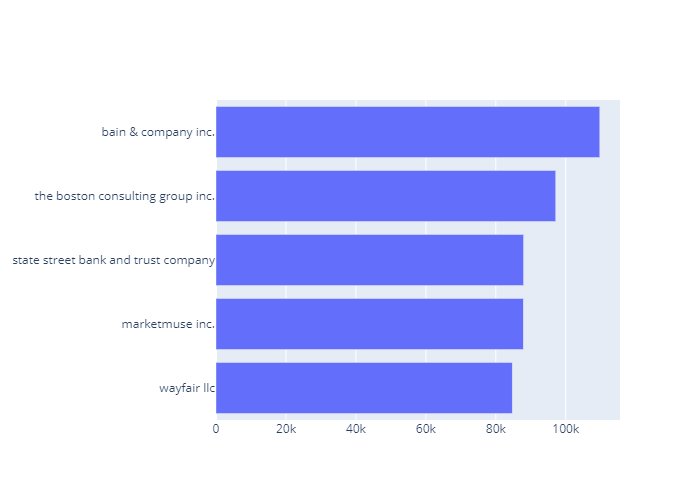 bain & company inc.
the boston consulting group inc.
state street bank and trust company
marketmuse inc.
wayfair llc
0 20k 40k 60k 80k 100k